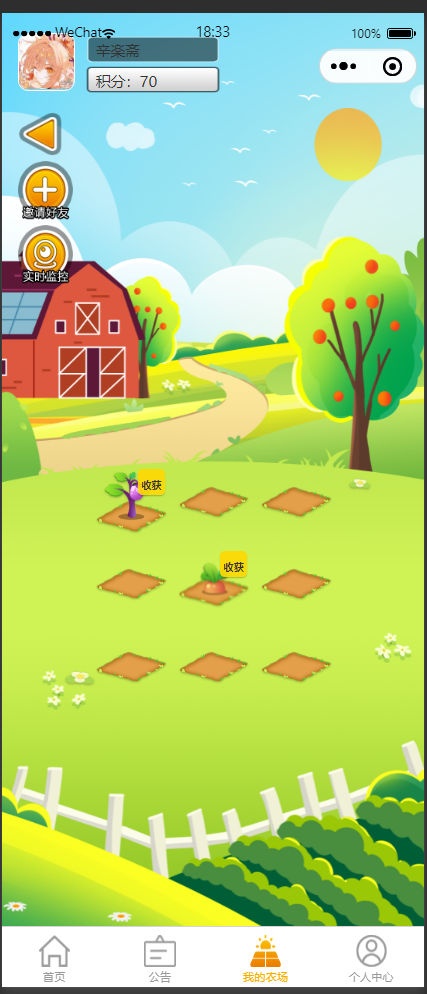 WeChat
18:33
100%
辛楽斋
积分：70
邀请好友
实时监控
收获
收获
首页
公告
我的农场
个人中心